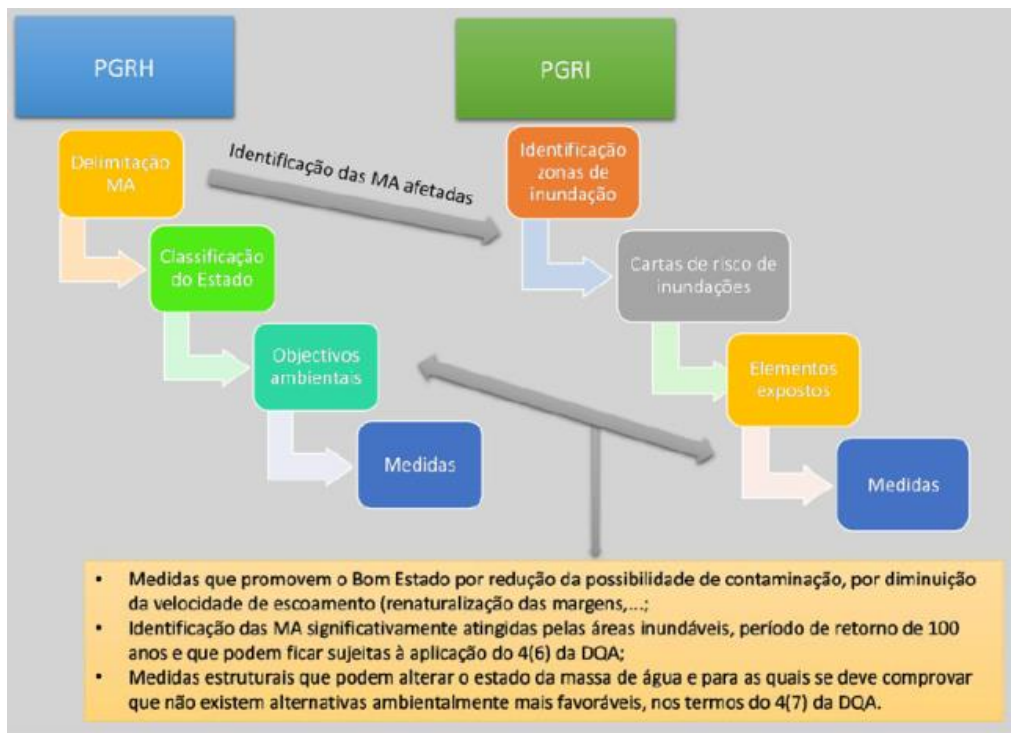 PGRH
PGRI
Delimitação
MA
Identificação das MA afetadas
Identificação
zonas de
inundação
Classificação
do Estado
Cartas de risco de
inundações
Objectivos
ambientais
Elementos
expostos
Medidas
Medidas
• Medidas que promovem o Bom Estado por redução da possibilidade de contaminação, por diminuição
da velocidade de escoamento (renaturalização das margens,...;
• Identificação das MA significativamente atingidas pelas áreas inundáveis, período de retorno de 100
anos e que podem ficar sujeitas à aplicação do 4(6) da DQA;
• Medidas estruturais que podem alterar o estado da massa de água e para as quais se deve comprovar
que não existem alternativas ambientalmente mais favoráveis, nos termos do 4(7) da DQA.